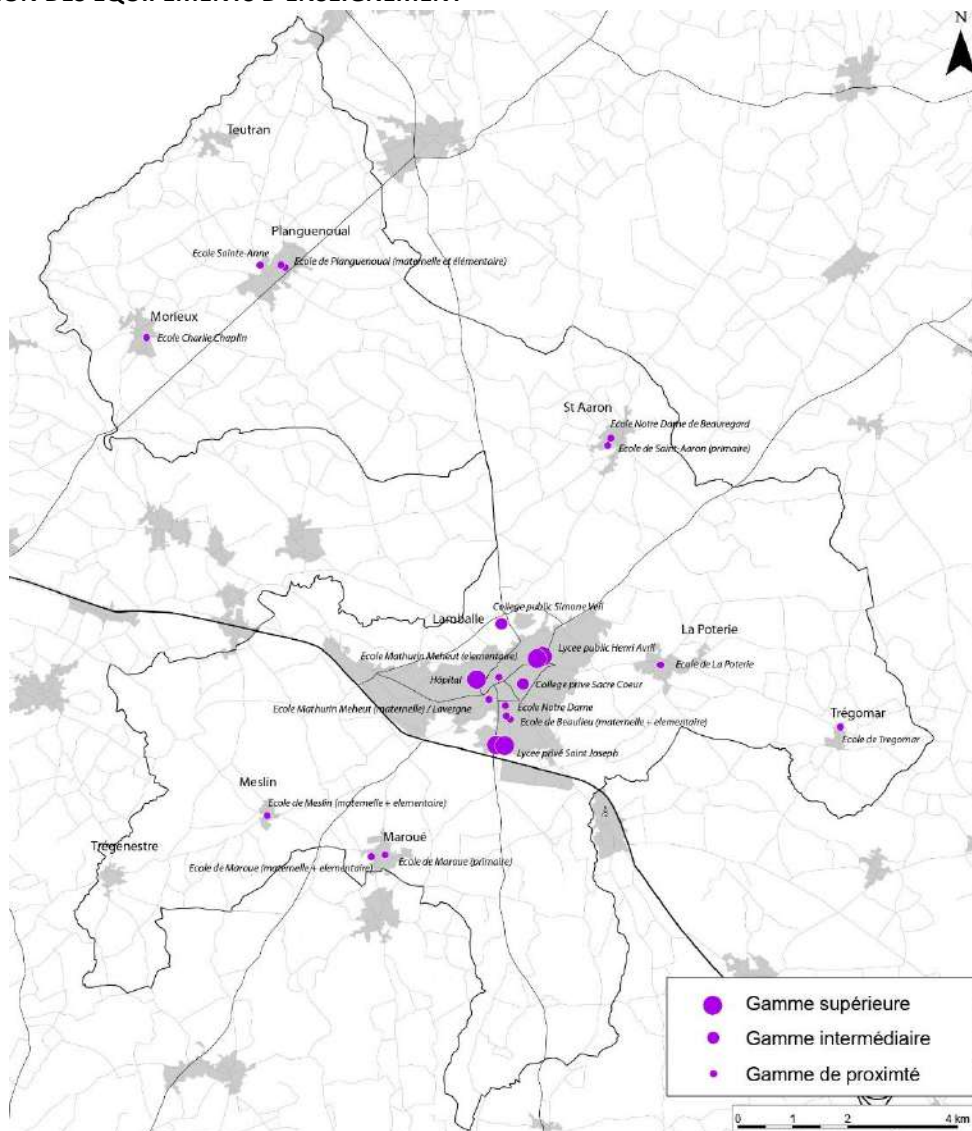 ON DES EQUIPEMENTS D'ENSEIGNEMENT
N
Teutran
Planguenoual
Ecole Sainte-Anne
Ecole de Planguenoual (maternelle et élémentaire)
Morieux
Ecole Charlie Chaplin
St Aaron
Ecole Notre Dame de Beauregard
Ecole de Saint-Aaron (primaire)
College public Simone Veil
Lamballe
La Poterie
Lycee public Henri Avril
Ecole Mathurin Meheut (elementaire)
Ecole de La Poterie
Hôpital
College prive Sacre Coeur
Ecole Mathurin Meheut (maternelle) / Lavergne
Ecole Notre Dame
Ecole de Beaulieu (maternelle + elementaire)
Trégomar
Ecole de Tregomar
Lycee privé Saint Joseph
Meslin
Ecole de Meslin (maternelle + elementaire)
Maroué
Trégenestre
Ecole de Maroue (primaire)
Ecole de Maroue (maternelle + elementaire)
Gamme supérieure
Gamme intermédiaire
Gamme de proximté
0 1 2 4 km